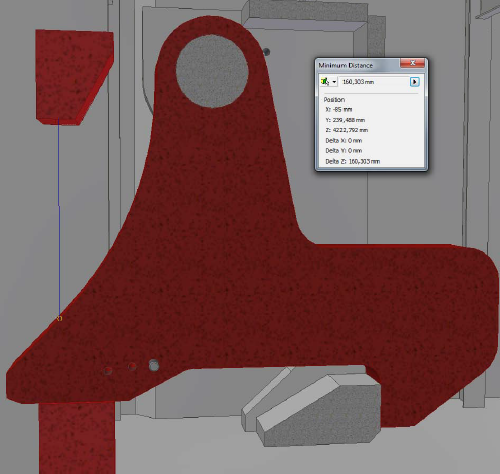 Minimum Distance
160,303 mm
Position
X: -85 mm
Y: 239,488 mm
Z: 4222,792 mm
Delta X: 0 mm
Delta Y: 0 mm
Delta Z: 160,303 mm